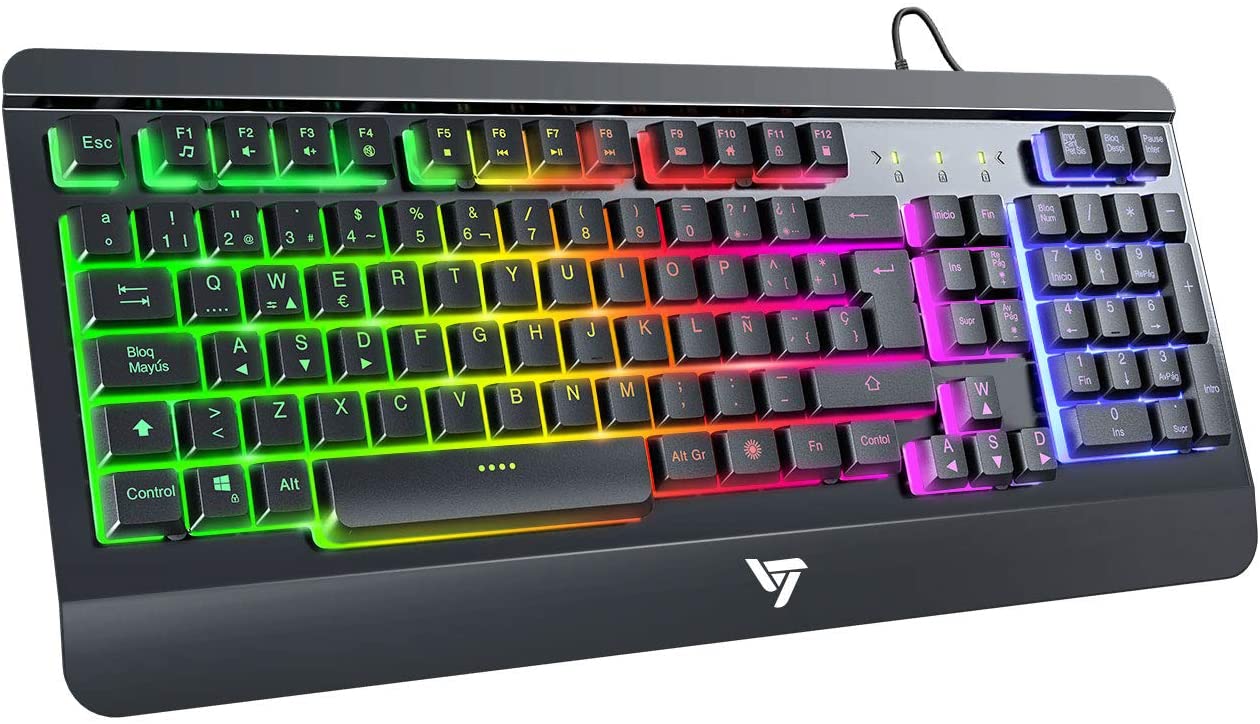 Esc F1 F2 F3 F4 F5 F6 F7 F8 F9 F10 F11 F12
Impr Pant Pet Sis
Bloq Despl
Pause Inter
a o
! 1 |
" 2 @
· 3 #
$ 4 ~
% 5
& 6 ¬
/ 7
( 8
) 9
= 0
Inicio
Fin
Bloq Num
/ * -
Q W E € R T Y U I O P
^ [
* + ]
Ins
Re Pág
7 Inicio
8
9 RePág
+
Bloq Mayús
A S D F G H J K L Ñ
Ç
Supr
Av Pág
4 5 6
> <
Z X C V B N M
; ,
: .
W
1 Fin
2
3 AvPág
Intro
Control
Alt
Alt Gr
Fn
Contol
A S D
0 Ins
. Supr